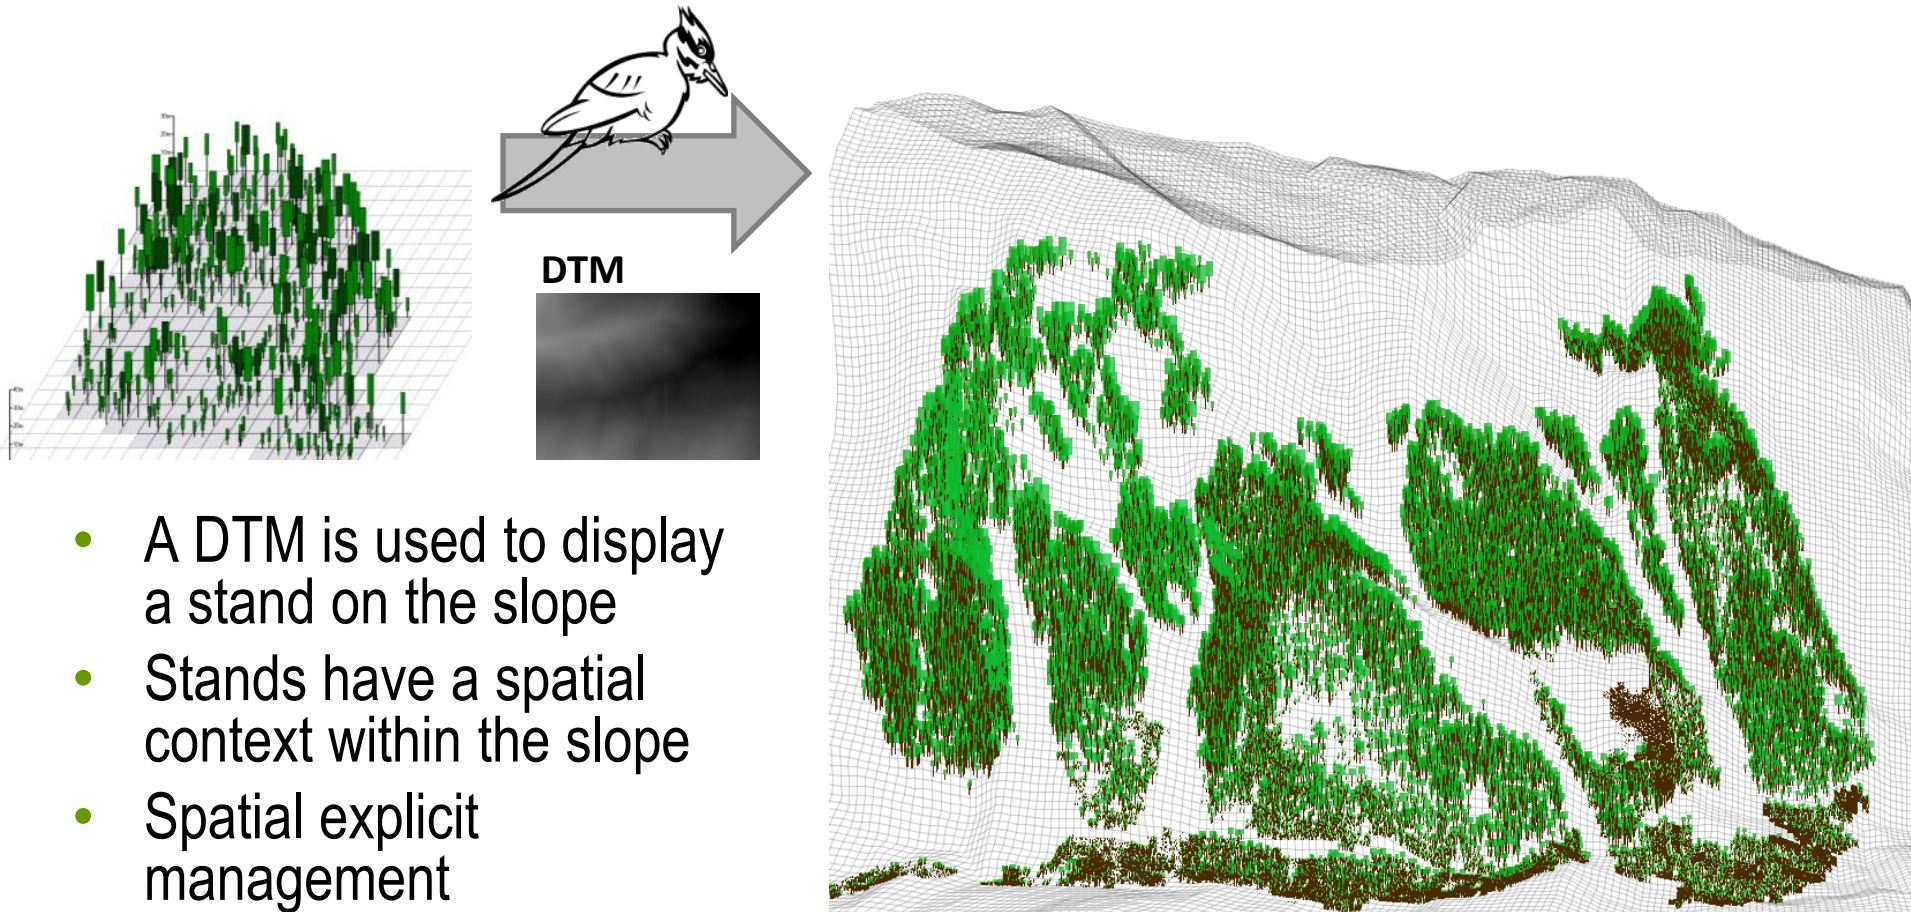 DTM
• A DTM is used to display
a stand on the slope
• Stands have a spatial
context within the slope
• Spatial explicit
management